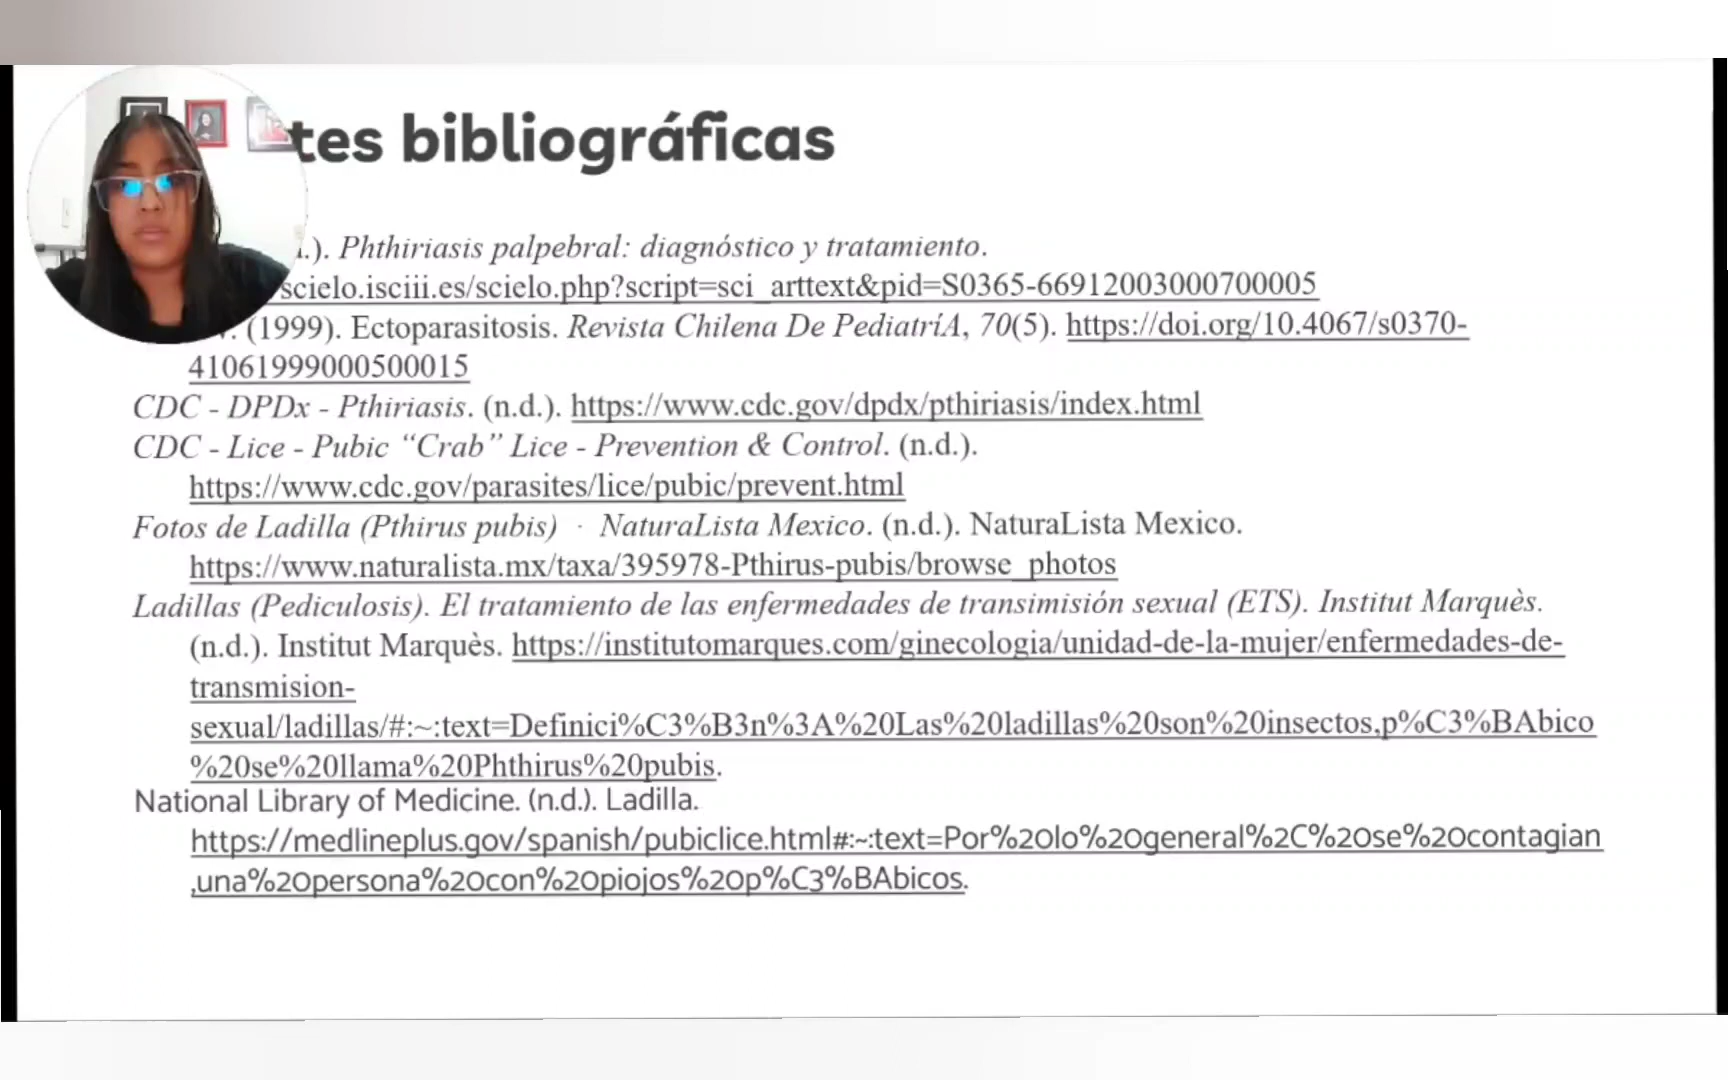 tes bibliográficas
.). Phthiriasis palpebral: diagnóstico y tratamiento.
scielo.isciii.es/scielo.php?script=sci_arttext&pid=S0365-66912003000700005
. (1999). Ectoparasitosis. Revista Chilena De PediatríA, 70(5). https://doi.org/10.4067/s0370-
41061999000500015
CDC - DPDx - Pthiriasis. (n.d.). https://www.cdc.gov/dpdx/pthiriasis/index.html
CDC - Lice - Pubic “Crab” Lice - Prevention & Control. (n.d.).
https://www.cdc.gov/parasites/lice/pubic/prevent.html
Fotos de Ladilla (Pthirus pubis) · NaturaLista Mexico. (n.d.). NaturaLista Mexico.
https://www.naturalista.mx/taxa/395978-Pthirus-pubis/browse_photos
Ladillas (Pediculosis). El tratamiento de las enfermedades de transimisión sexual (ETS). Institut Marquès.
(n.d.). Institut Marquès. https://institutomarques.com/ginecologia/unidad-de-la-mujer/enfermedades-de-
transmision-
sexual/ladillas/#:~:text=Definici%C3%B3n%3A%20Las%20ladillas%20son%20insectos,p%C3%BAbico
%20se%20llama%20Phthirus%20pubis.
National Library of Medicine. (n.d.). Ladilla.
https://medlineplus.gov/spanish/pubiclice.html#:~:text=Por%20lo%20general%2C%20se%20contagian
,una%20persona%20con%20piojos%20p%C3%BAbicos.